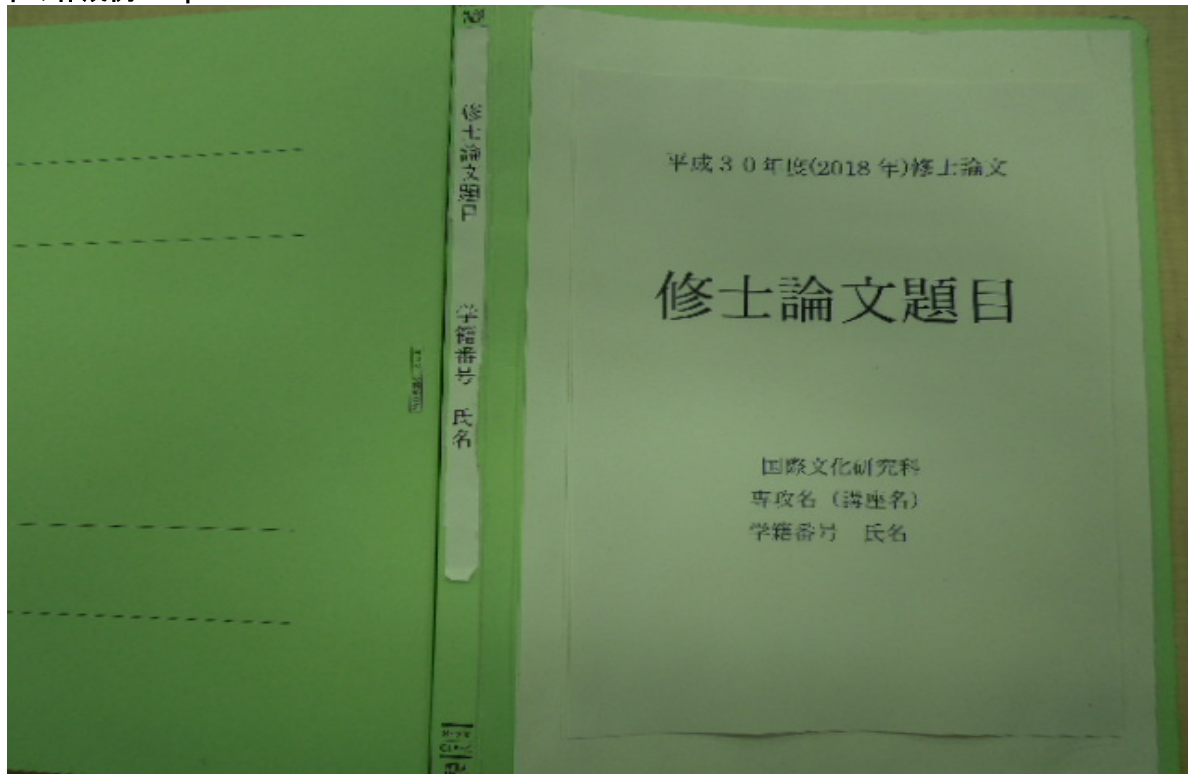 修士論文題目　学籍番号　氏名
平成３０年度(2018年)修士論文
修士論文題目
国際文化研究科
専攻名（講座名）
学籍番号　氏名